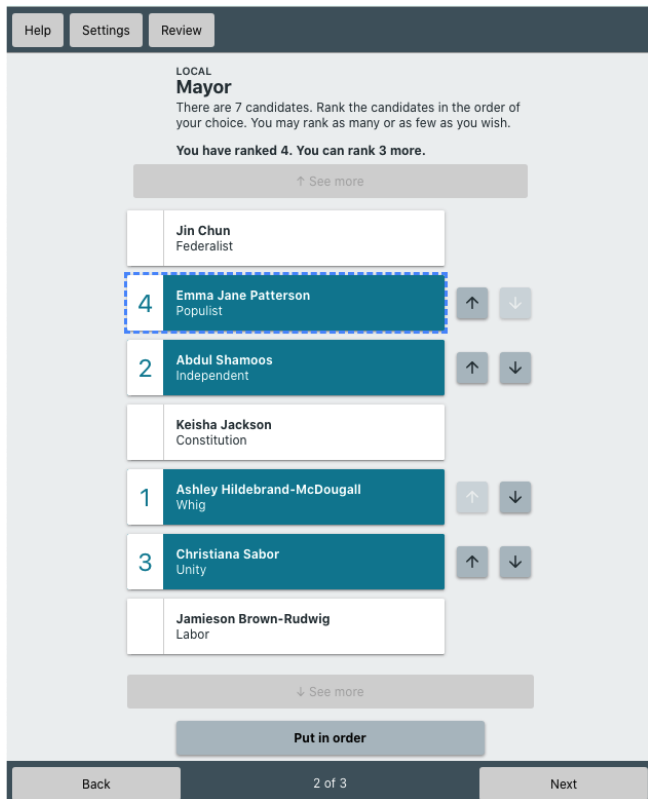 Help Settings Review
LOCAL
Mayor
There are 7 candidates. Rank the candidates in the order of
your choice. You may rank as many or as few as you wish.
You have ranked 4. You can rank 3 more.
↑ See more
Jin Chun
Federalist
4
Emma Jane Patterson
Populist
↑ ↓
2
Abdul Shamoos
Independent
↑ ↓
Keisha Jackson
Constitution
1
Ashley Hildebrand-McDougall
Whig
↑ ↓
3
Christiana Sabor
Unity
↑ ↓
Jamieson Brown-Rudwig
Labor
↓ See more
Put in order
Back 2 of 3 Next